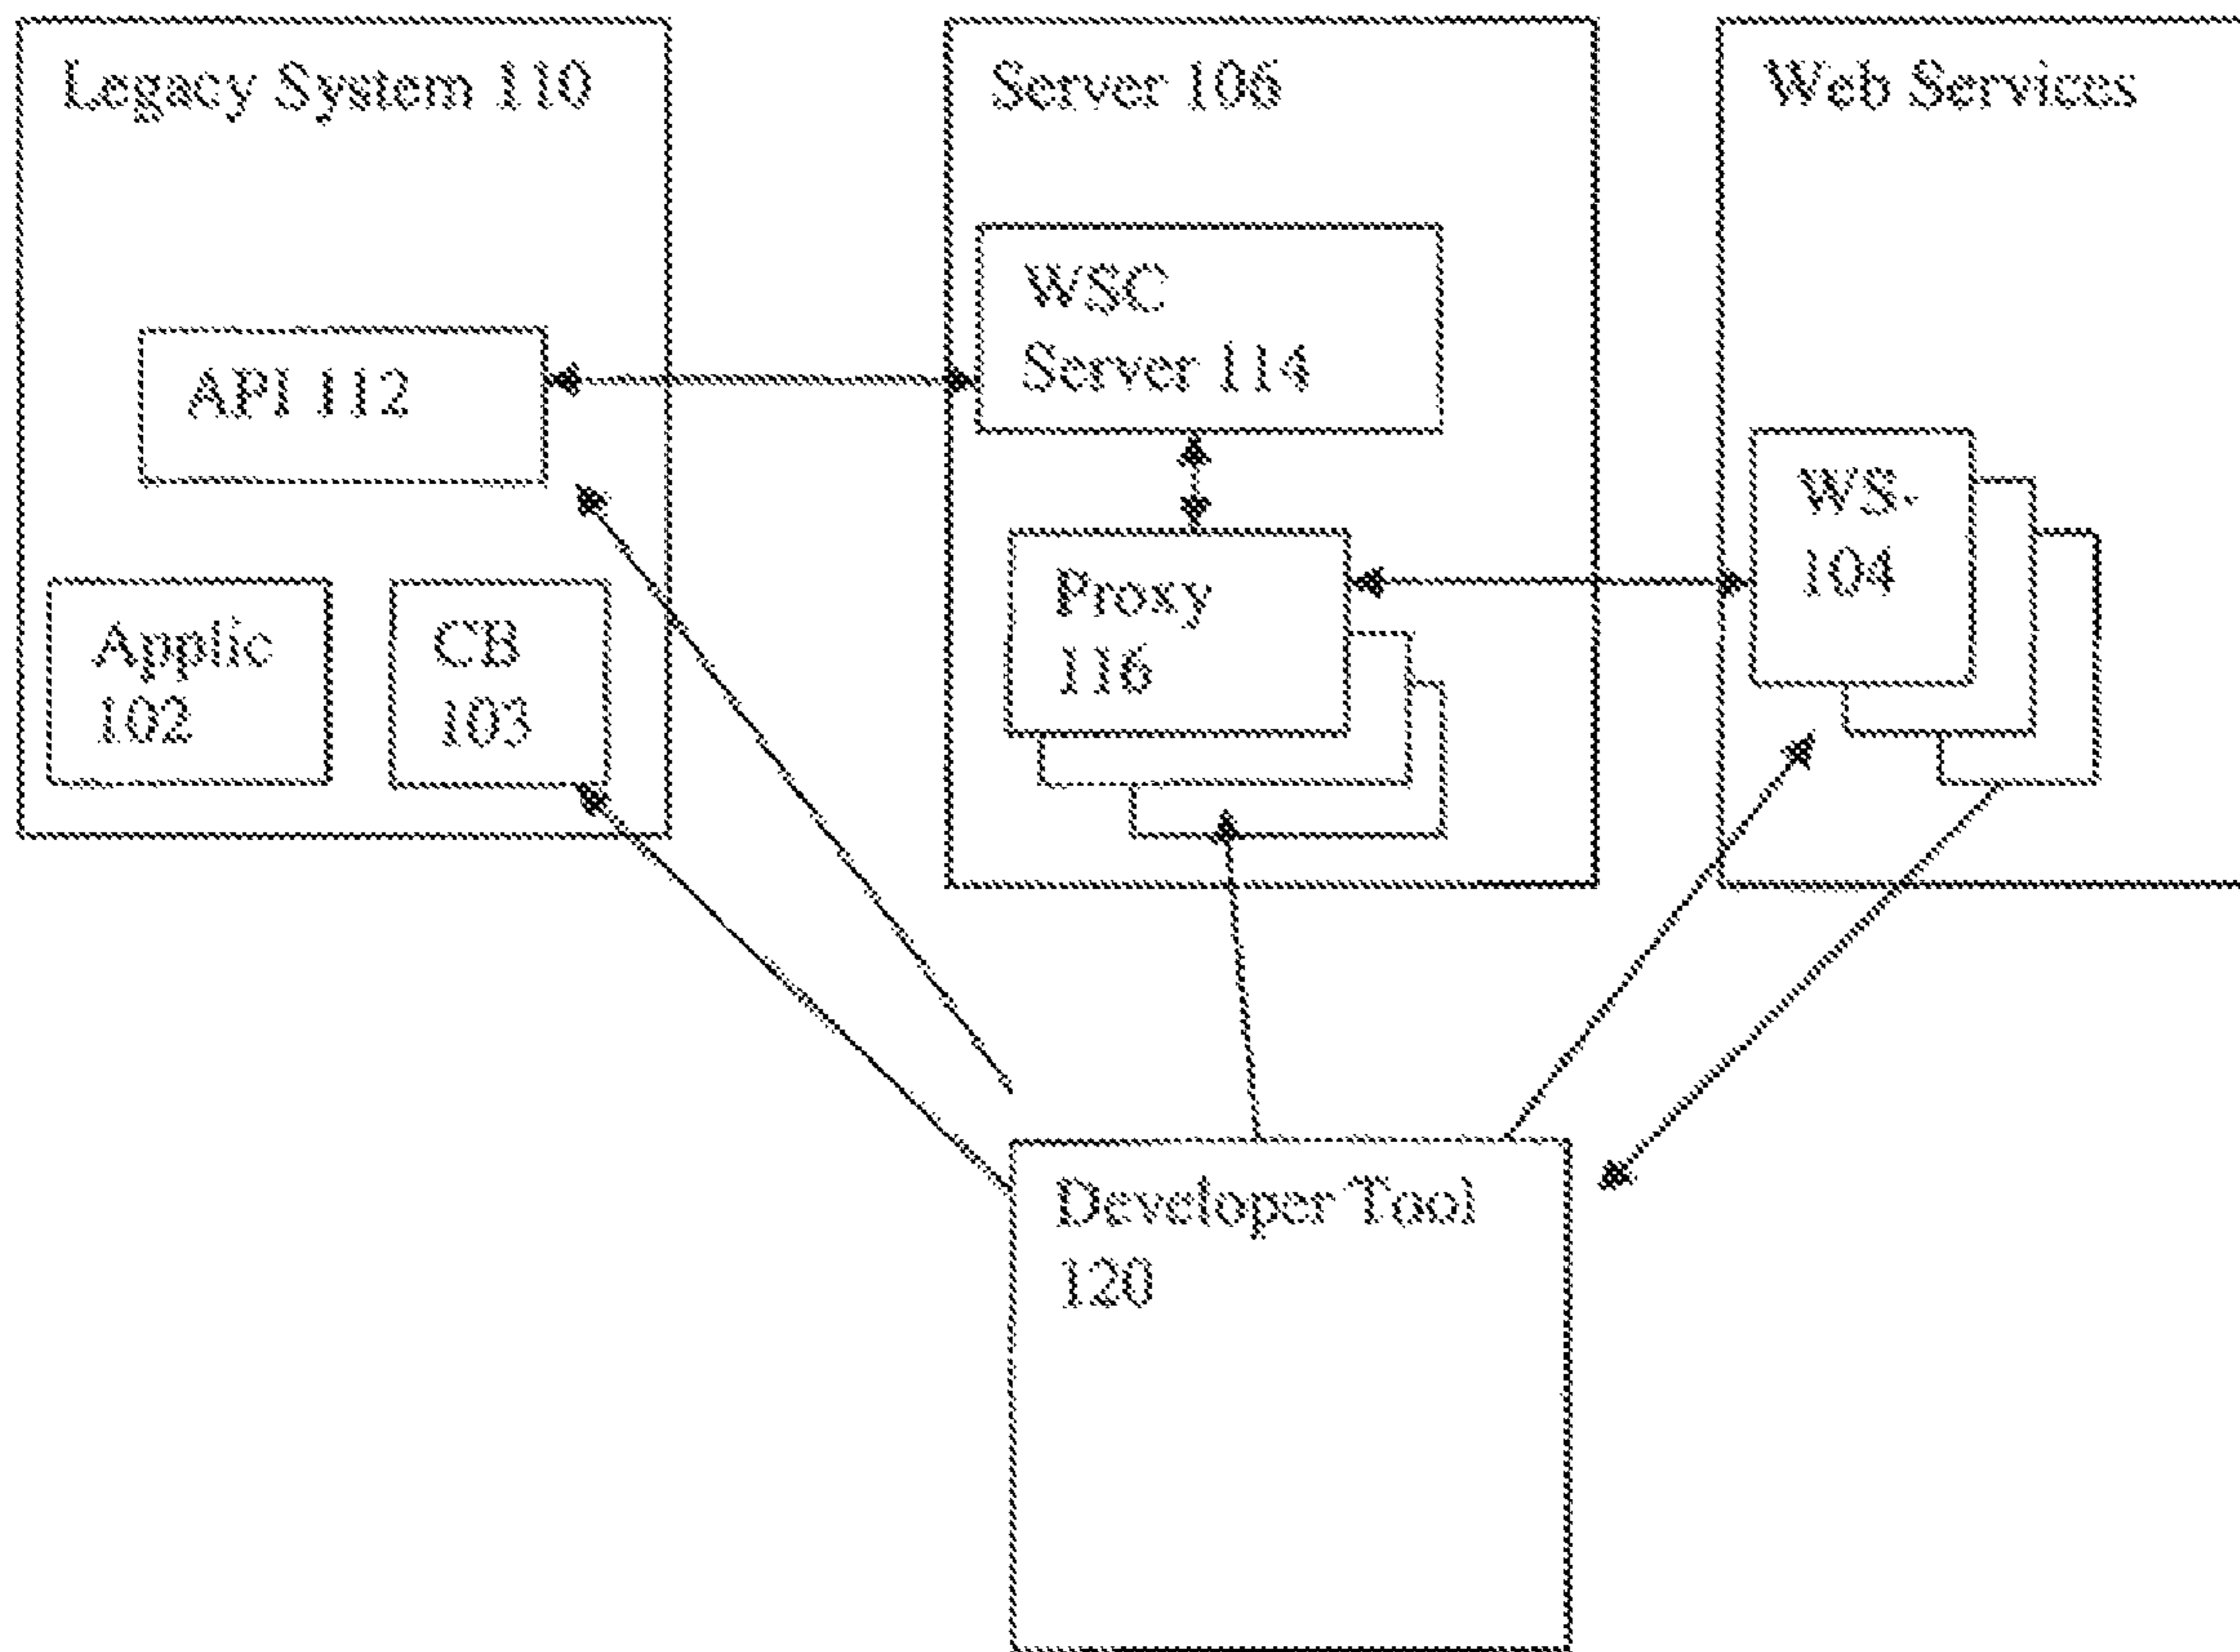 Legacy System 110
Server 106
Web Services
WSC
Server 114
API 112
WS-
104
Proxy
116
Applic
102
CB
103
Developer Tool
120